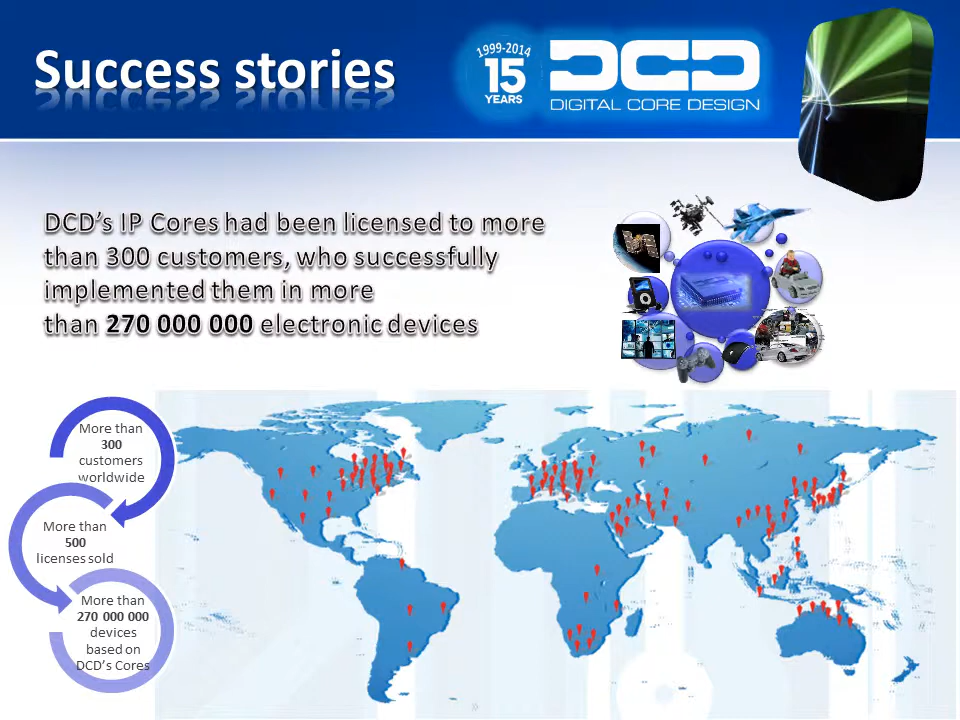 Success stories
1999-2014
15
YEARS
DCD
DIGITAL CORE DESIGN
DCD’s IP Cores had been licensed to more
than 300 customers, who successfully
implemented them in more
than 270 000 000 electronic devices
More than
300
customers
worldwide
More than
500
licenses sold
More than
270 000 000
devices
based on
DCD’s Cores